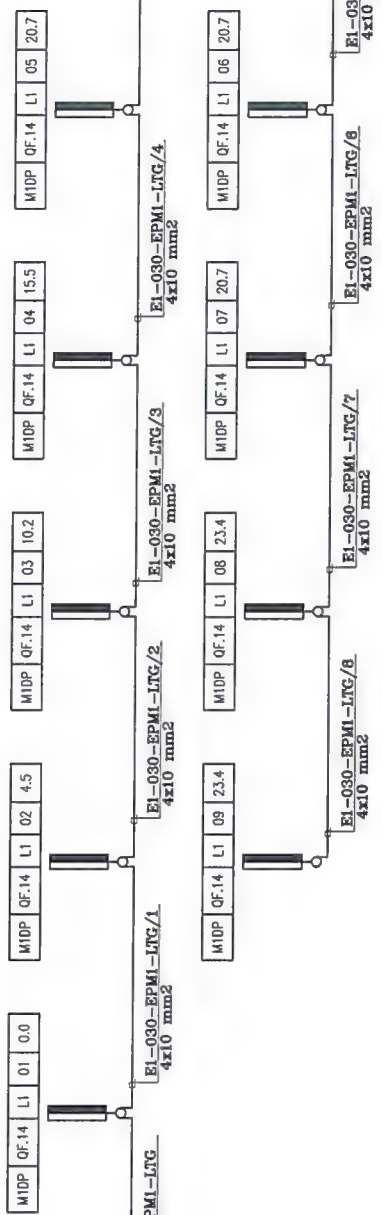 M1DP QF.14 L1 01 0.0
M1DP QF.14 L1 02 4.5
M1DP QF.14 L1 03 10.2
M1DP QF.14 L1 04 15.5
M1DP QF.14 L1 05 20.7
PM1-LTG
E1-030-EPM1-LTG/1
4x10 mm2
E1-030-EPM1-LTG/2
4x10 mm2
E1-030-EPM1-LTG/3
4x10 mm2
E1-030-EPM1-LTG/4
4x10 mm2
M1DP QF.14 L1 09 23.4
M1DP QF.14 L1 08 23.4
M1DP QF.14 L1 07 20.7
M1DP QF.14 L1 06 20.7
E1-030-EPM1-LTG/8
4x10 mm2
E1-030-EPM1-LTG/7
4x10 mm2
E1-030-EPM1-LTG/6
4x10 mm2
E1-03
4x10